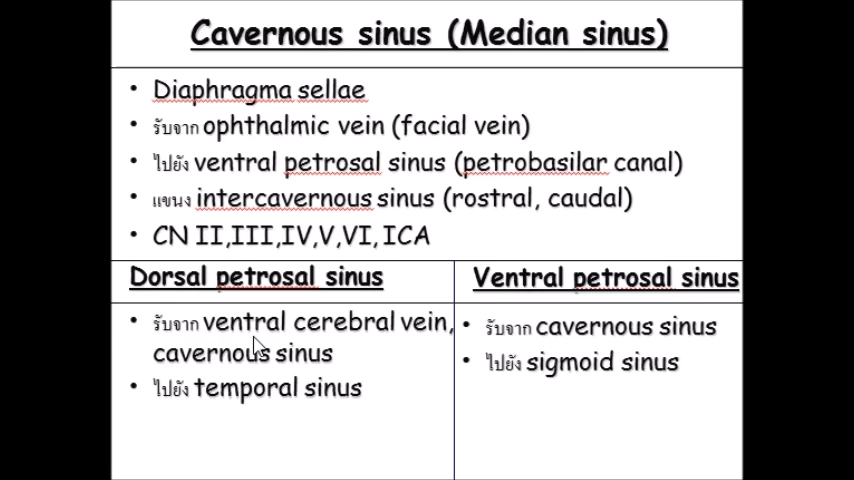 Cavernous sinus (Median sinus)
• Diaphragma sellae
• รับจาก ophthalmic vein (facial vein)
• ไปยัง ventral petrosal sinus (petrobasilar canal)
• แขนง intercavernous sinus (rostral, caudal)
• CN II,III,IV,V,VI, ICA
Dorsal petrosal sinus
• รับจาก ventral cerebral vein,
cavernous sinus
• ไปยัง temporal sinus
Ventral petrosal sinus
• รับจาก cavernous sinus
• ไปยัง sigmoid sinus